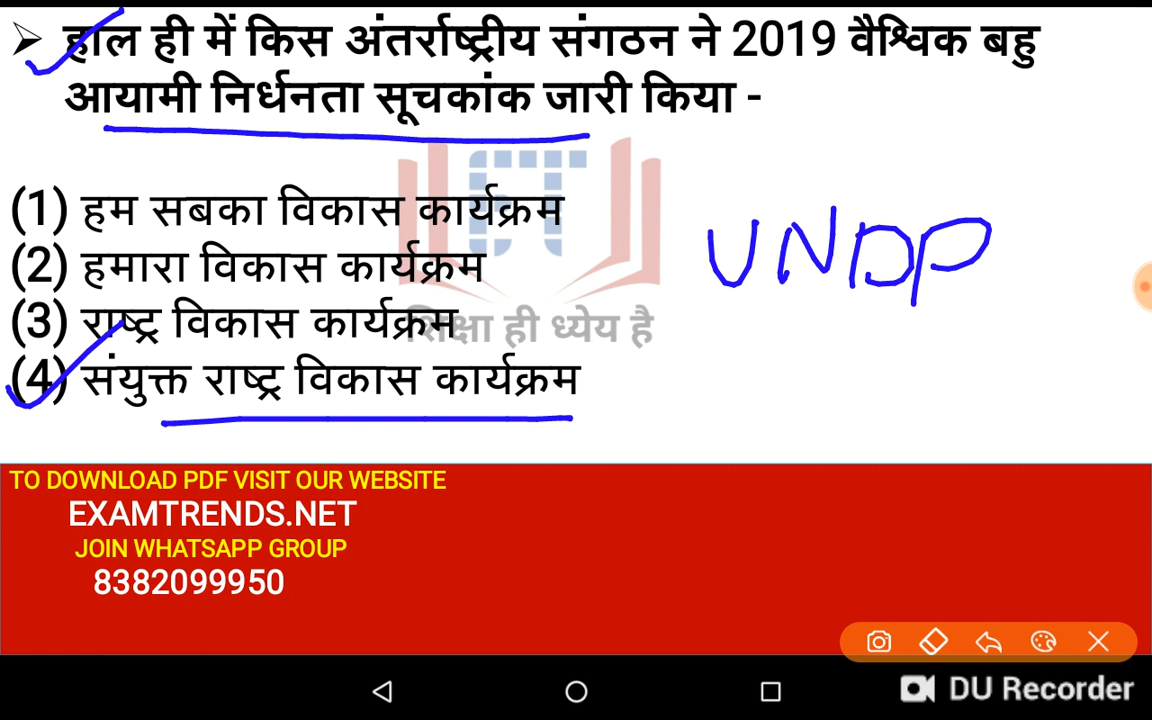 ➢ हाल ही में किस अंतर्राष्ट्रीय संगठन ने 2019 वैश्विक बहु
आयामी निर्धनता सूचकांक जारी किया -
(1) हम सबका विकास कार्यक्रम
(2) हमारा विकास कार्यक्रम
(3) राष्ट्र विकास कार्यक्रम
(4) संयुक्त राष्ट्र विकास कार्यक्रम
UNDP
शिक्षा ही ध्येय है
TO DOWNLOAD PDF VISIT OUR WEBSITE
EXAMTRENDS.NET
JOIN WHATSAPP GROUP
8382099950
DU Recorder